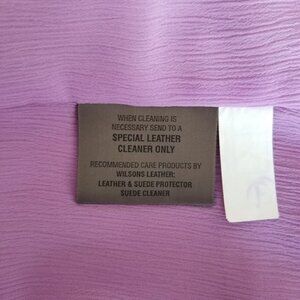 WHEN CLEANING IS
NECESSARY SEND TO A
SPECIAL LEATHER
CLEANER ONLY
RECOMMENDED CARE PRODUCTS BY
WILSONS LEATHER:
LEATHER & SUEDE PROTECTOR
SUEDE CLEANER